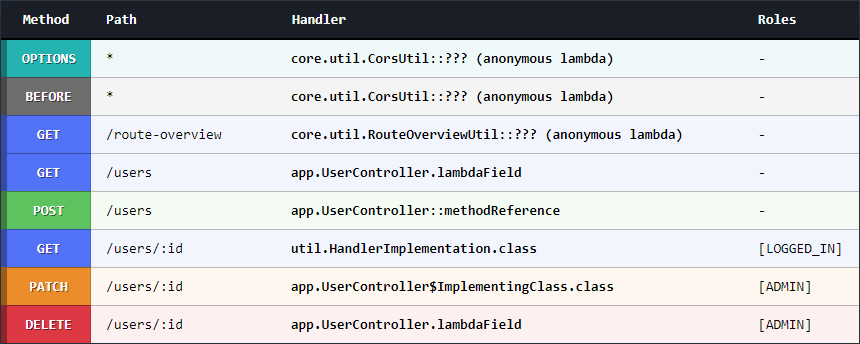 Method Path Handler Roles
OPTIONS * core.util.CorsUtil::??? (anonymous lambda) -
BEFORE * core.util.CorsUtil::??? (anonymous lambda) -
GET /route-overview core.util.RouteOverviewUtil::??? (anonymous lambda) -
GET /users app.UserController.lambdaField -
POST /users app.UserController::methodReference -
GET /users/:id util.HandlerImplementation.class [LOGGED_IN]
PATCH /users/:id app.UserController$ImplementingClass.class [ADMIN]
DELETE /users/:id app.UserController.lambdaField [ADMIN]